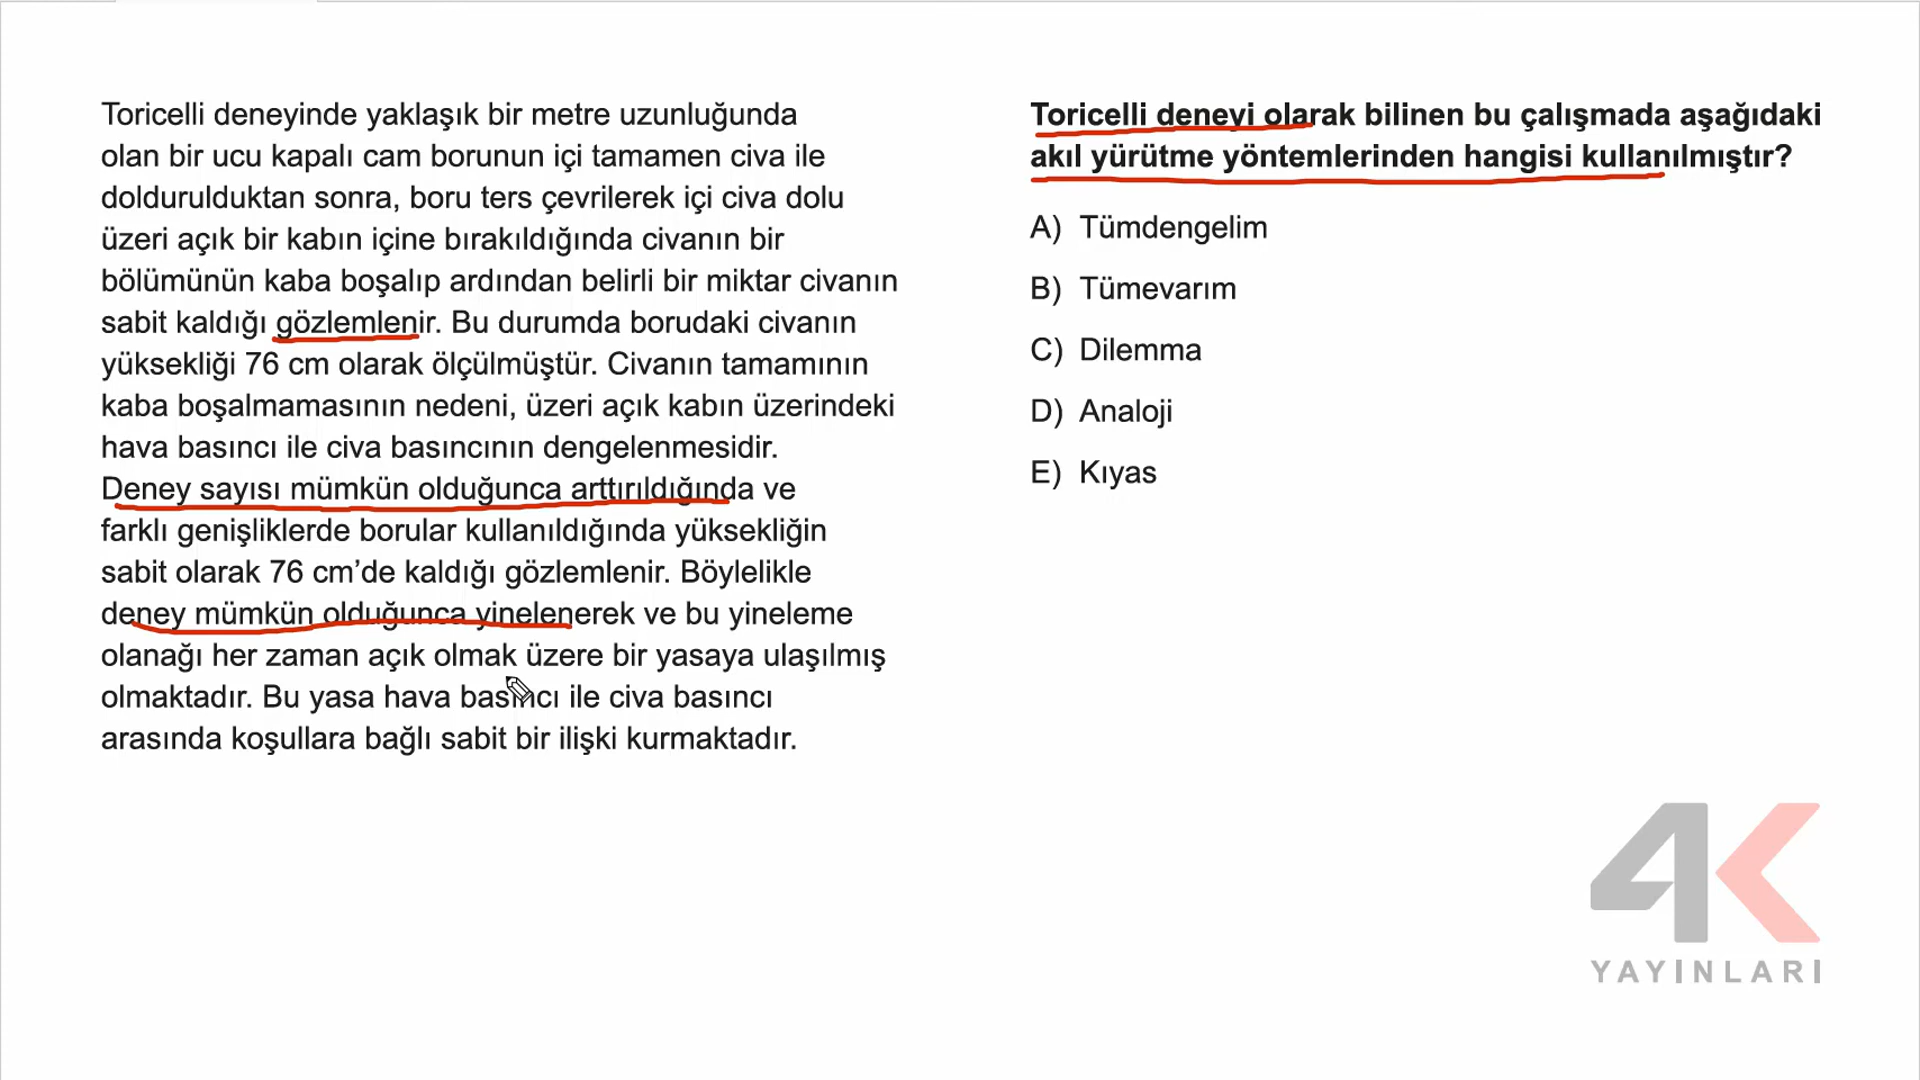 Toricelli deneyinde yaklaşık bir metre uzunluğunda
olan bir ucu kapalı cam borunun içi tamamen civa ile
doldurulduktan sonra, boru ters çevrilerek içi civa dolu
üzeri açık bir kabın içine bırakıldığında civanın bir
bölümünün kaba boşalıp ardından belirli bir miktar civanın
sabit kaldığı gözlemlenir. Bu durumda borudaki civanın
yüksekliği 76 cm olarak ölçülmüştür. Civanın tamamının
kaba boşalmamasının nedeni, üzeri açık kabın üzerindeki
hava basıncı ile civa basıncının dengelenmesidir.
Deney sayısı mümkün olduğunca arttırıldığında ve
farklı genişliklerde borular kullanıldığında yüksekliğin
sabit olarak 76 cm’de kaldığı gözlemlenir. Böylelikle
deney mümkün olduğunca yinelenerek ve bu yineleme
olanağı her zaman açık olmak üzere bir yasaya ulaşılmış
olmaktadır. Bu yasa hava basıncı ile civa basıncı
arasında koşullara bağlı sabit bir ilişki kurmaktadır.
Toricelli deneyi olarak bilinen bu çalışmada aşağıdaki
akıl yürütme yöntemlerinden hangisi kullanılmıştır?
A) Tümdengelim
B) Tümevarım
C) Dilemma
D) Analoji
E) Kıyas
4K
YAYINLARI